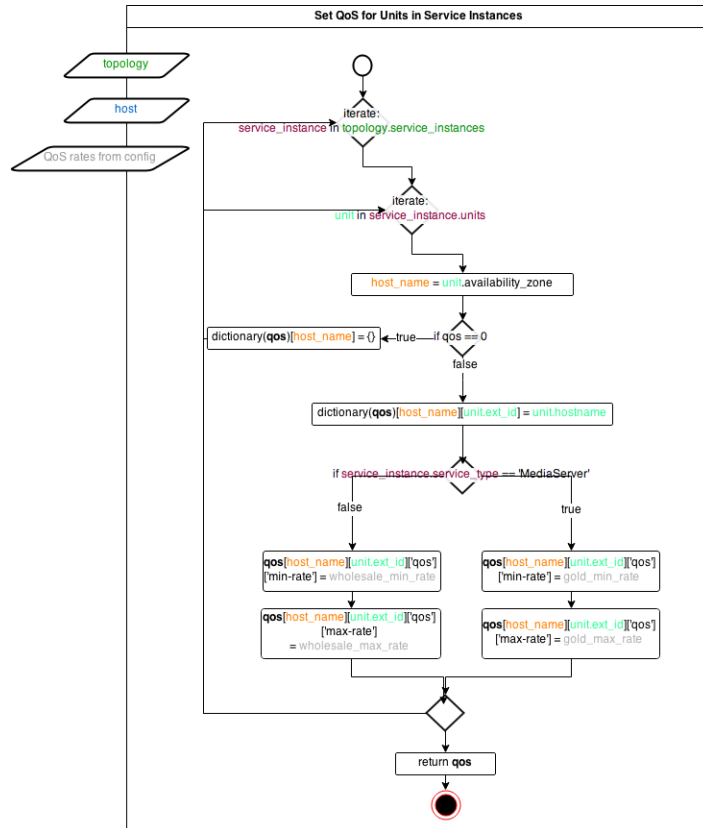 Set QoS for Units in Service Instances
topology
host
QoS rates from config
iterate:
service_instance in topology.service_instances
iterate:
unit in service_instance.units
host_name = unit.availability_zone
dictionary(qos)[host_name] = {}
true
if qos == 0
false
dictionary(qos)[host_name][unit.ext_id] = unit.hostname
if service_instance.service_type == 'MediaServer'
false
true
qos[host_name][unit.ext_id]['qos']
['min-rate'] = wholesale_min_rate
qos[host_name][unit.ext_id]['qos']
['min-rate'] = gold_min_rate
qos[host_name][unit.ext_id]['qos']
['max-rate']
= wholesale_max_rate
qos[host_name][unit.ext_id]['qos']
['max-rate'] = gold_max_rate
return qos